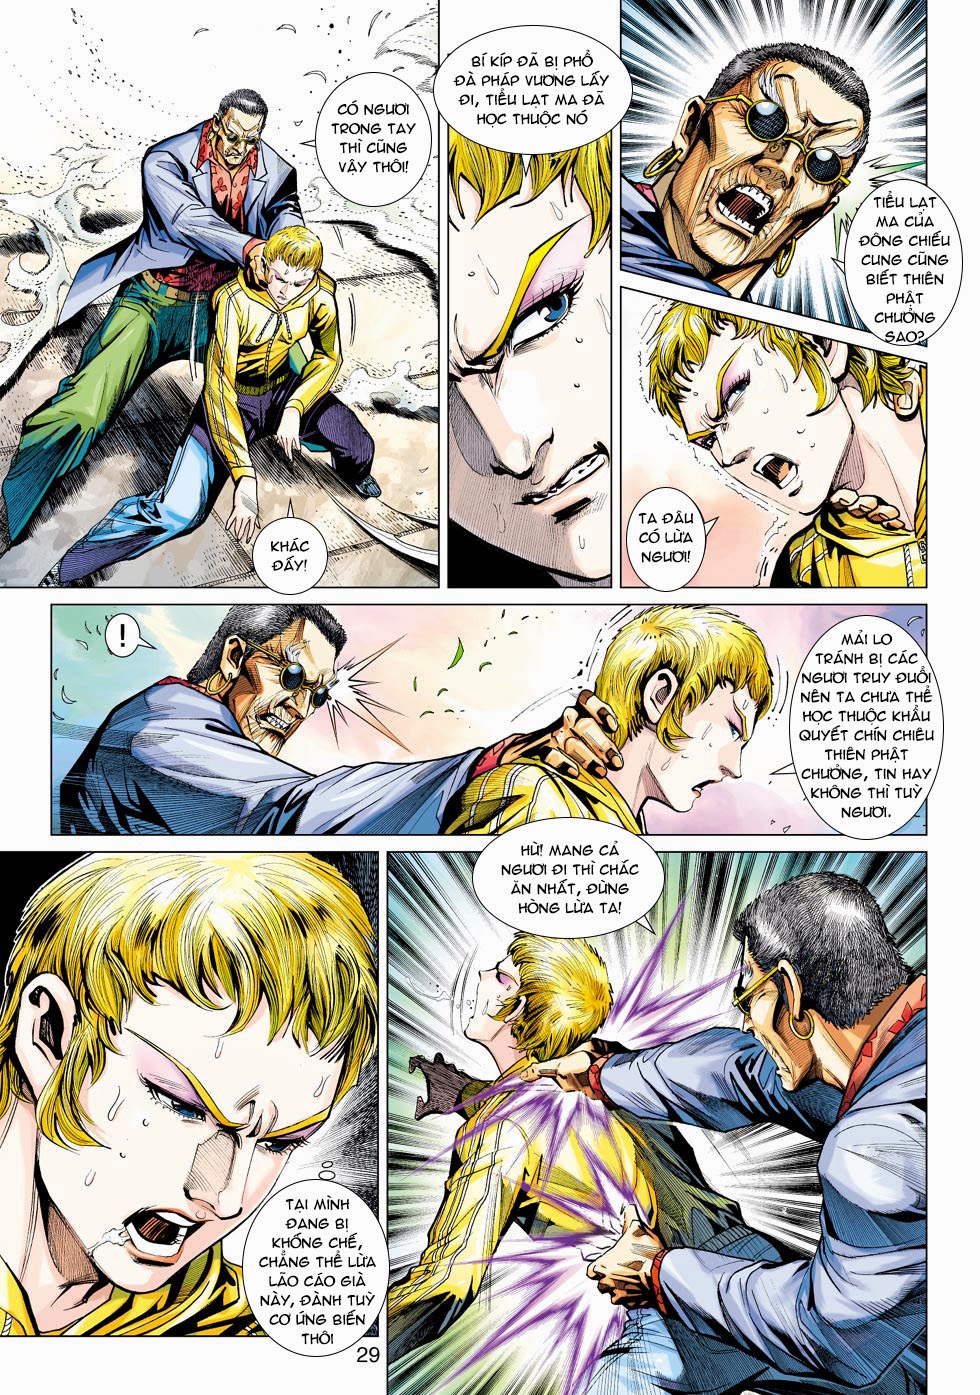 CÓ NGƯƠI
TRONG TAY
THÌ CŨNG
VẬY THÔI!
KHÁC
ĐẤY!
BÍ KÍP ĐÃ BỊ PHỔ
ĐÀ PHÁP VƯƠNG LẤY
ĐI, TIỂU LẠT MA ĐÃ
HỌC THUỘC NÓ
TIỂU LẠT
MA CỦA
ĐÔNG CHIẾU
CUNG CŨNG
BIẾT THIÊN
PHẬT
CHƯỞNG
SAO?
TA ĐÂU
CÓ LỪA
NGƯƠI!
!
MẢI LO
TRÁNH BỊ CÁC
NGƯƠI TRUY ĐUỔI
NÊN TA CHƯA THỂ
HỌC THUỘC KHẨU
QUYẾT CHÍN CHIÊU
THIÊN PHẬT
CHƯỞNG, TIN HAY
KHÔNG THÌ TUỲ
NGƯƠI.
TẠI MÌNH
ĐANG BỊ
KHỐNG CHẾ,
CHẲNG THỂ LỪA
LÃO CÁO GIÀ
NÀY, ĐÀNH TUỲ
CƠ ỨNG BIẾN
THÔI
HỪ! MANG CẢ
NGƯƠI ĐI THÌ CHẮC
ĂN NHẤT, ĐỪNG
HÒNG LỪA TA!
29